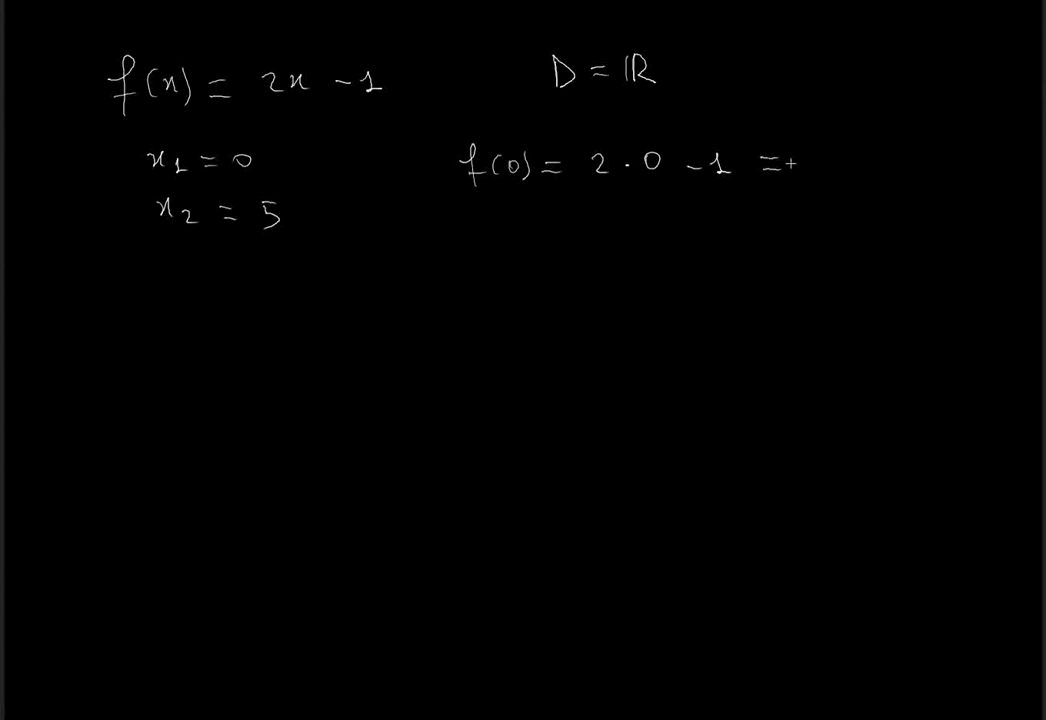 f(x) = 2x - 1 D = ℝ
x₁ = 0 f(0) = 2 · 0 - 1 =
x₂ = 5